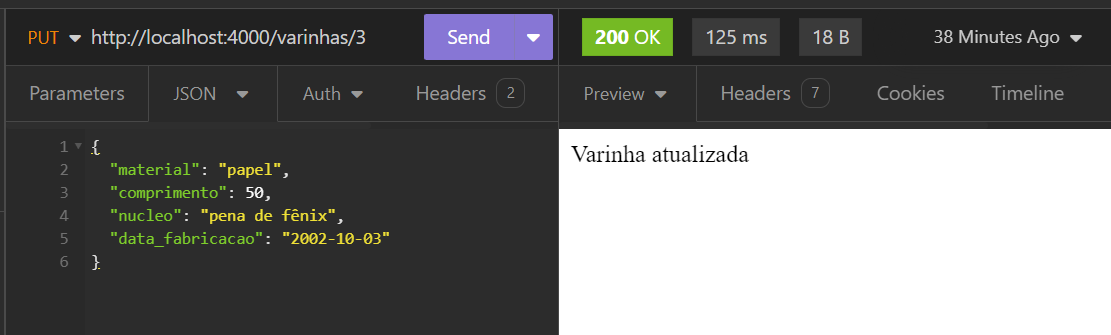 PUT http://localhost:4000/varinhas/3 Send 200 OK 125 ms 18 B 38 Minutes Ago
Parameters JSON Auth Headers 2 Preview Headers 7 Cookies Timeline
1 {
2 "material": "papel",
3 "comprimento": 50,
4 "nucleo": "pena de fênix",
5 "data_fabricacao": "2002-10-03"
6 }
Varinha atualizada